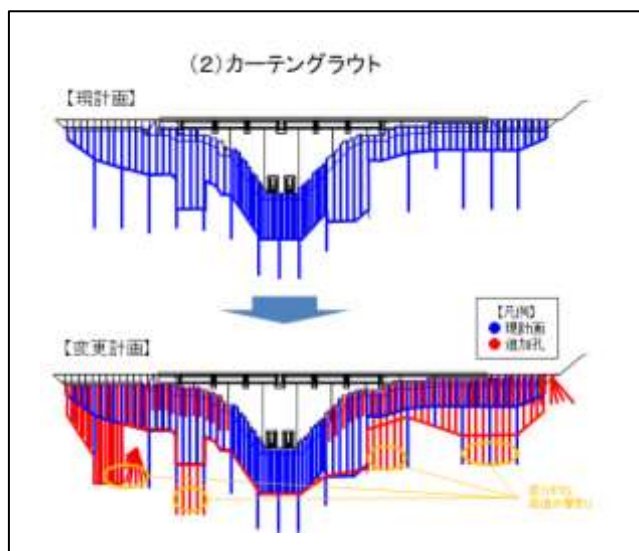 （2）カーテングラウト
【現計画】
【凡例】
現計画
追加孔
【変更計画】